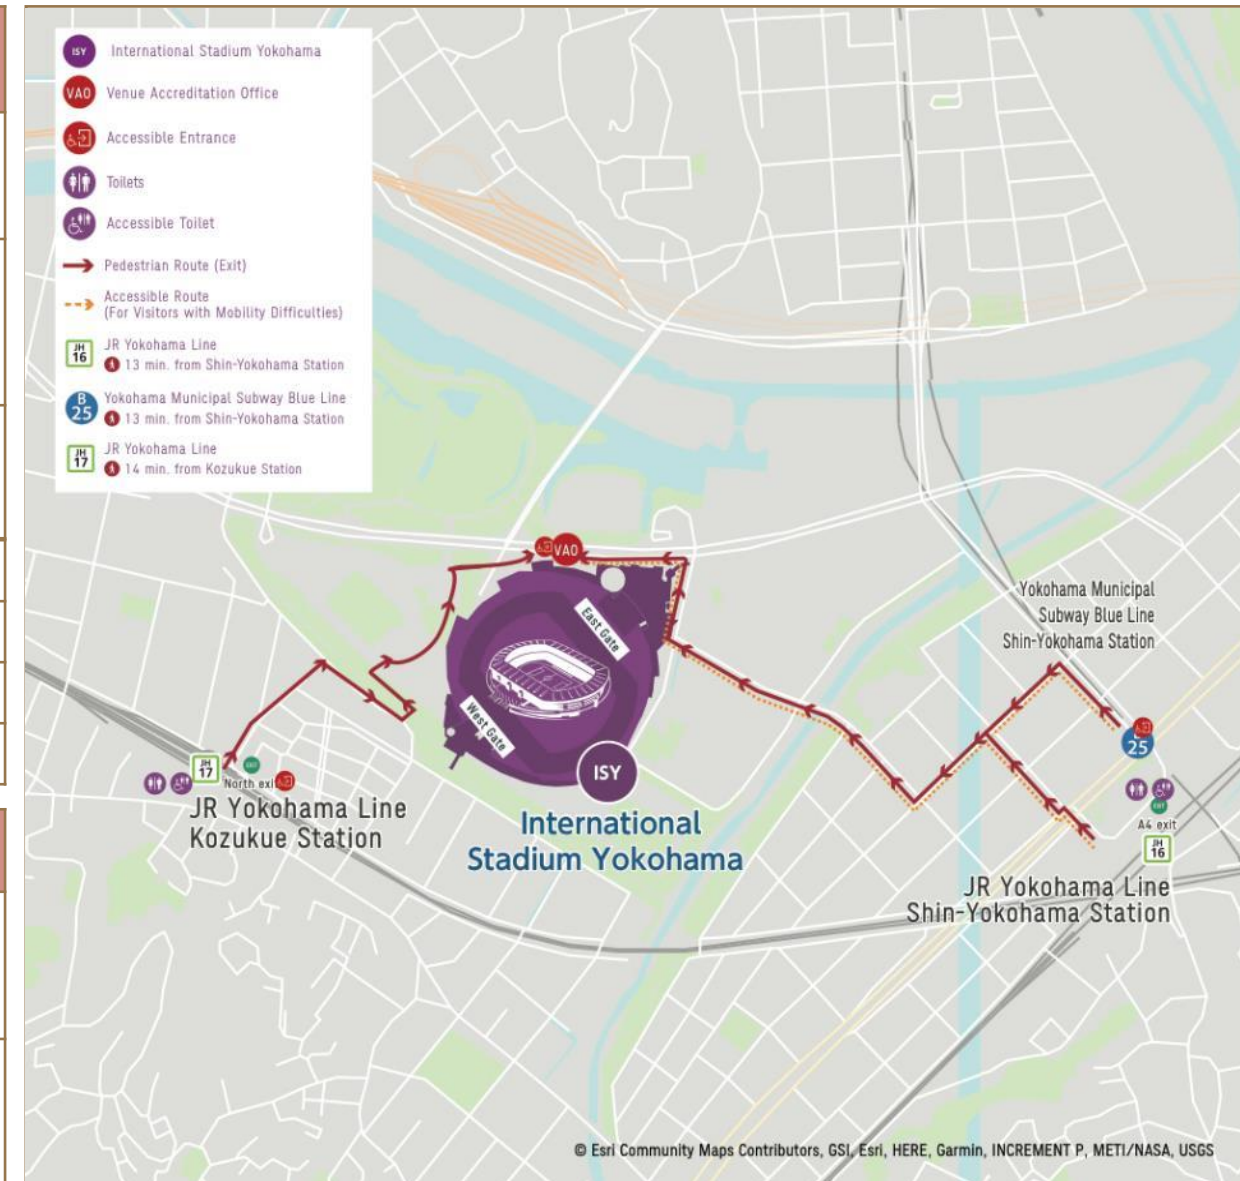 ISY International Stadium Yokohama
VAO Venue Accreditation Office
Accessible Entrance
Toilets
Accessible Toilet
Pedestrian Route (Exit)
Accessible Route
(For Visitors with Mobility Difficulties)
JH
16
JR Yokohama Line
13 min. from Shin-Yokohama Station
B
25
Yokohama Municipal Subway Blue Line
13 min. from Shin-Yokohama Station
JH
17
JR Yokohama Line
14 min. from Kozukue Station
VAO
East Gate
West Gate
ISY
International
Stadium Yokohama
Yokohama Municipal
Subway Blue Line
Shin-Yokohama Station
25
A4 exit
JH
16
JR Yokohama Line
Shin-Yokohama Station
JH
17
North exit
JR Yokohama Line
Kozukue Station
© Esri Community Maps Contributors, GSI, Esri, HERE, Garmin, INCREMENT P, METI/NASA, USGS